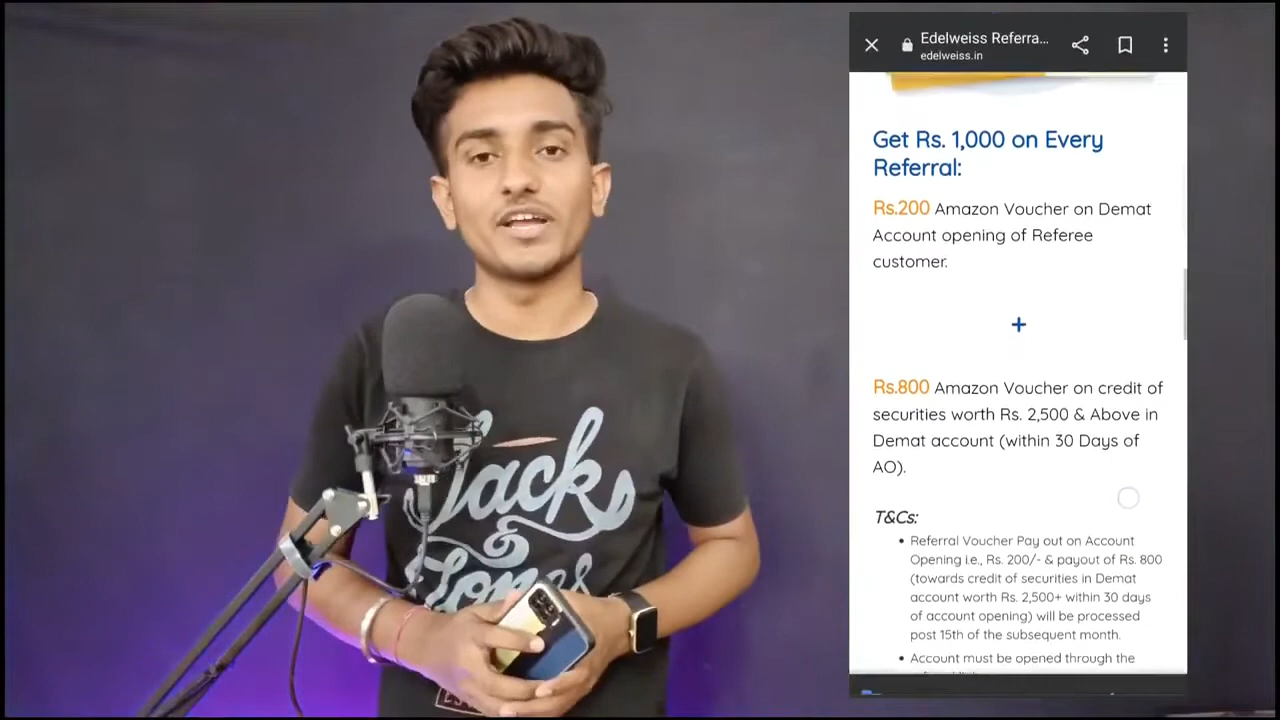 Edelweiss Referra...
edelweiss.in
Get Rs. 1,000 on Every
Referral:
Rs.200 Amazon Voucher on Demat
Account opening of Referee
customer.
+
Rs.800 Amazon Voucher on credit of
securities worth Rs. 2,500 & Above in
Demat account (within 30 Days of
AO).
T&Cs:
• Referral Voucher Pay out on Account
Opening i.e., Rs. 200/- & payout of Rs. 800
(towards credit of securities in Demat
account worth Rs. 2,500+ within 30 days
of account opening) will be processed
post 15th of the subsequent month.
• Account must be opened through the
Jack
&
Jones